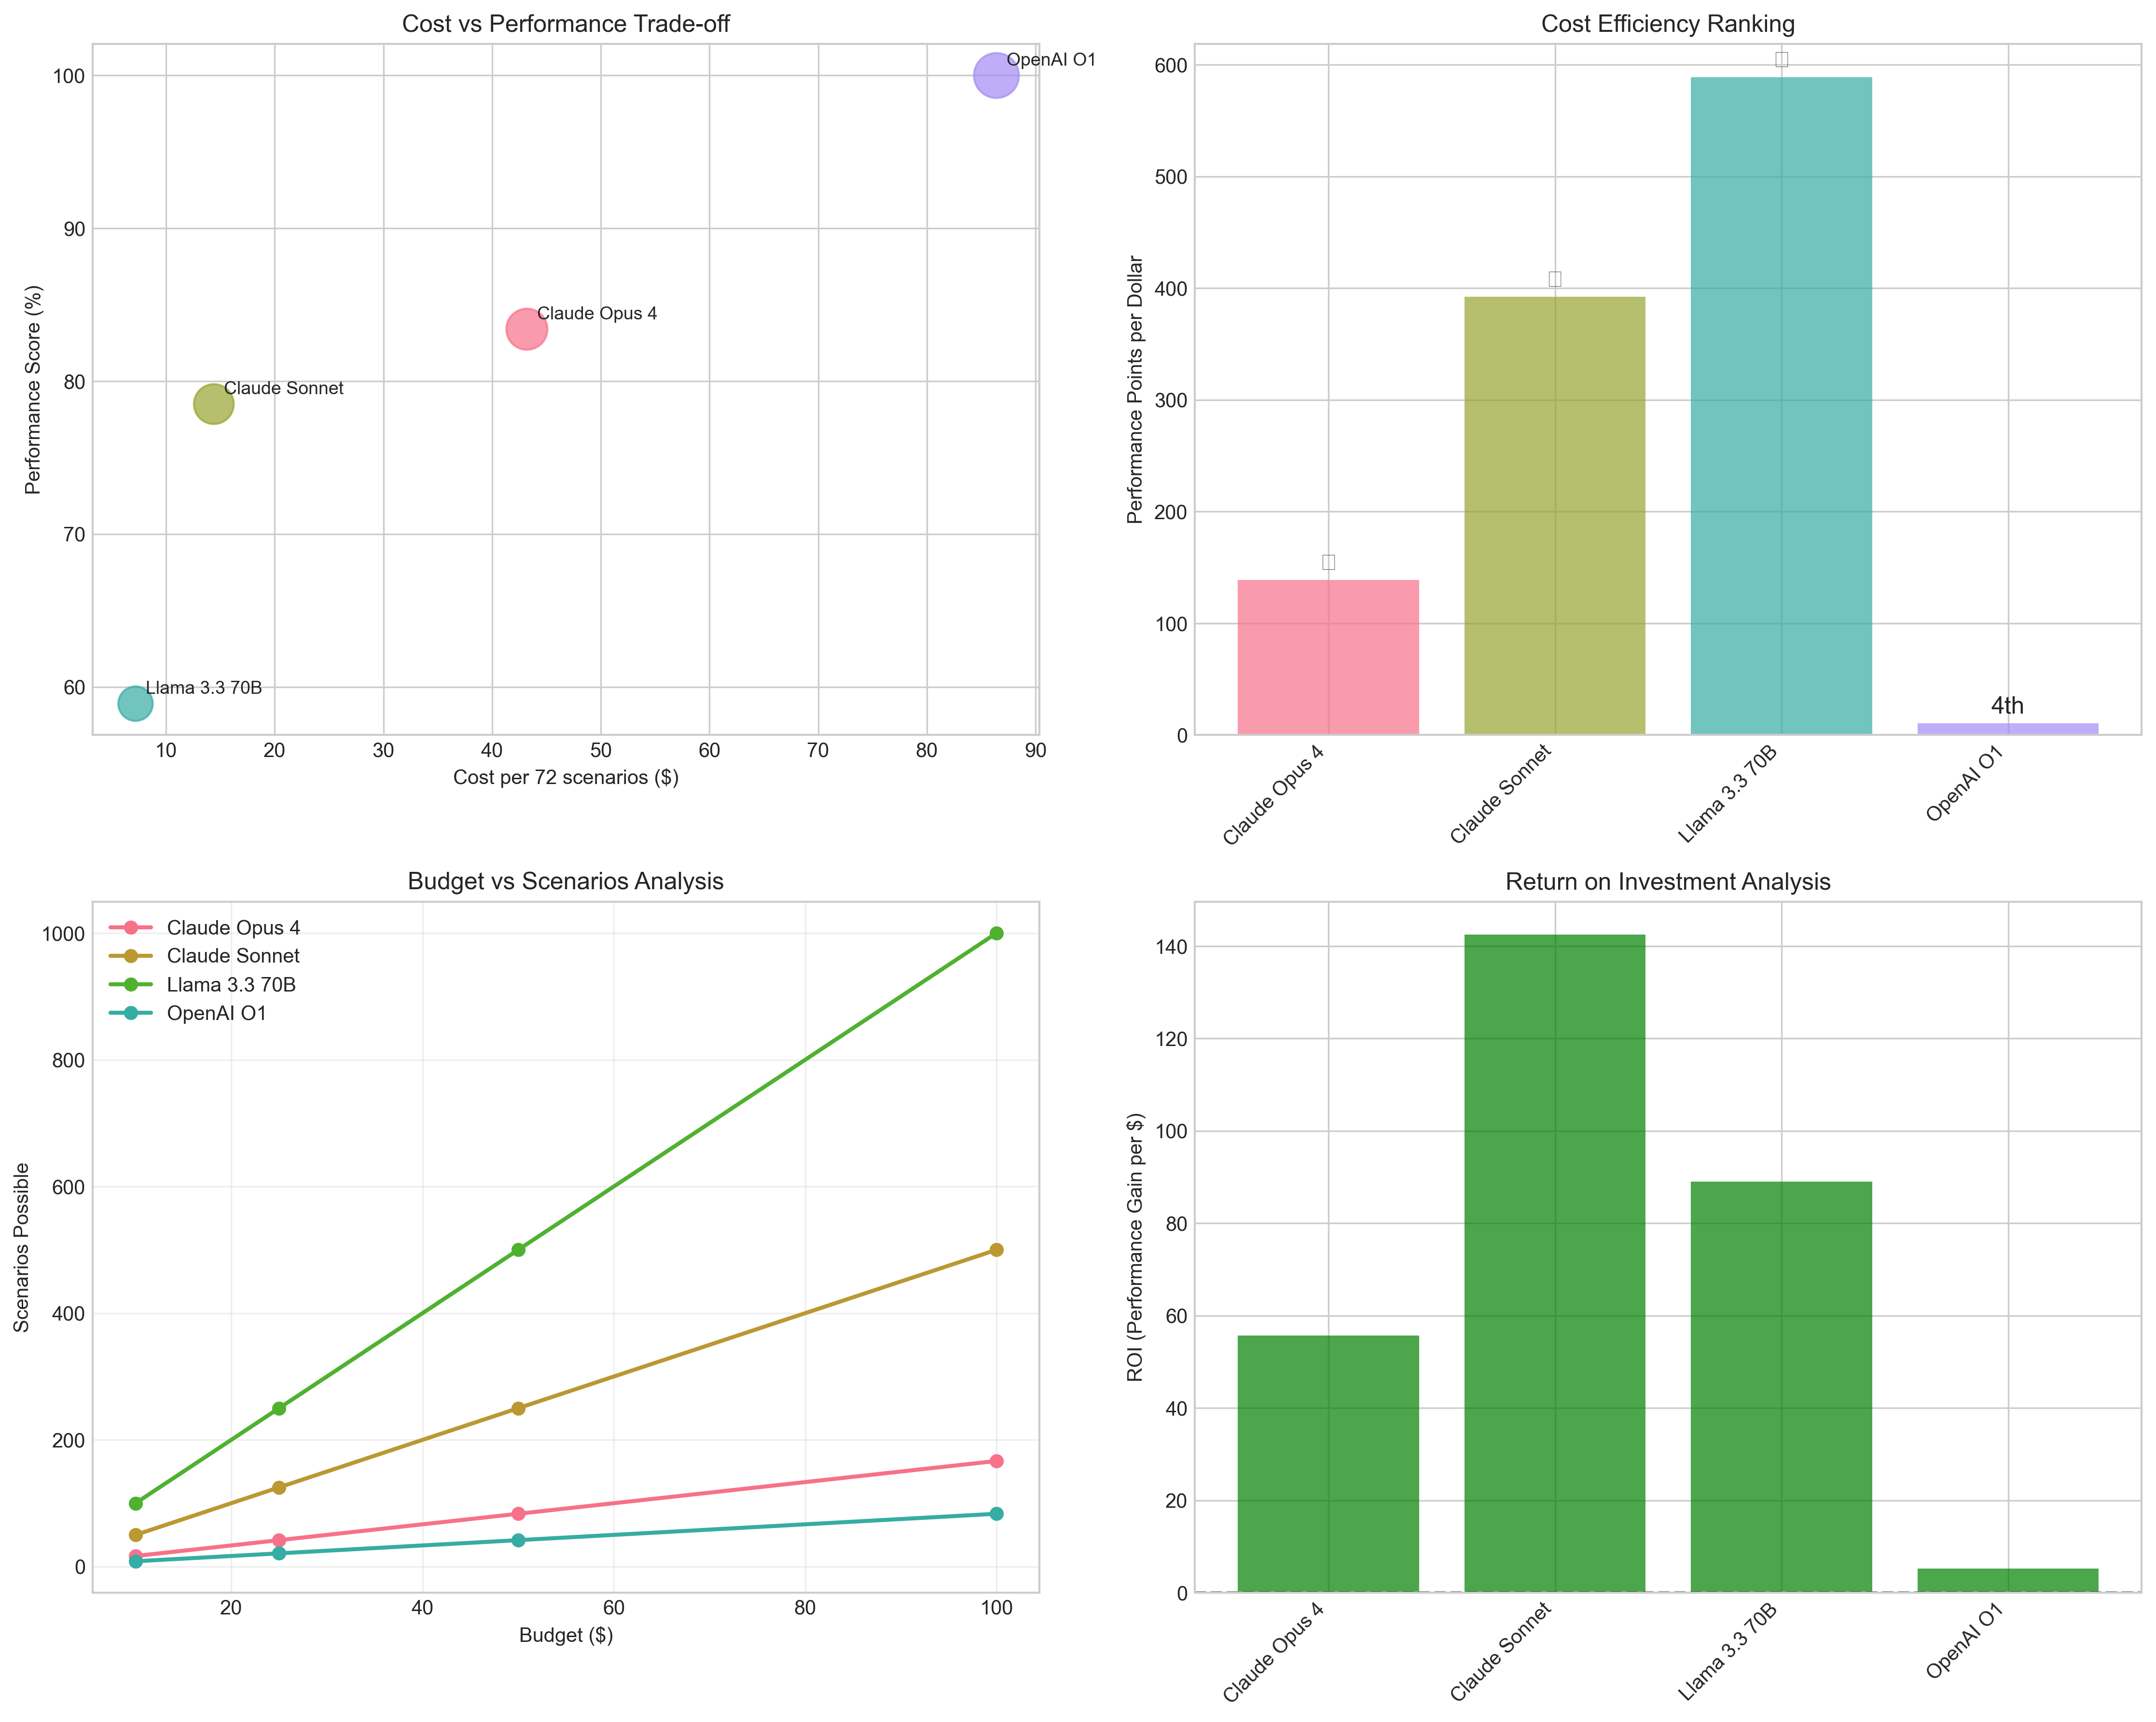 Cost vs Performance Trade-off
Performance Score (%)
100
90
80
70
60
OpenAI O1
Claude Opus 4
Claude Sonnet
Llama 3.3 70B
10 20 30 40 50 60 70 80 90
Cost per 72 scenarios ($)
Cost Efficiency Ranking
Performance Points per Dollar
600
500
400
300
200
100
0
4th
Claude Opus 4
Claude Sonnet
Llama 3.3 70B
OpenAI O1
Budget vs Scenarios Analysis
Scenarios Possible
1000
800
600
400
200
0
Claude Opus 4
Claude Sonnet
Llama 3.3 70B
OpenAI O1
20 40 60 80 100
Budget ($)
Return on Investment Analysis
ROI (Performance Gain per $)
140
120
100
80
60
40
20
0
Claude Opus 4
Claude Sonnet
Llama 3.3 70B
OpenAI O1